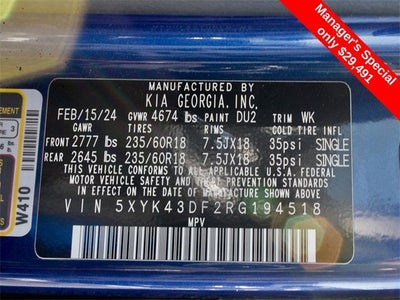 Manager's Special
only $29,491
MANUFACTURED BY
KIA GEORGIA, INC.
FEB/15/24 GVWR 4674 lbs PAINT DU2 TRIM WK
GAWR TIRES RIMS COLD TIRE INFL
FRONT 2777 lbs 235/60R18 7.5JX18 35psi SINGLE
REAR 2645 lbs 235/60R18 7.5JX18 35psi SINGLE
THIS VEHICLE CONFORMS TO ALL APPLICABLE U.S.A. FEDERAL
MOTOR VEHICLE SAFETY AND THEFT PREVENTION STANDARDS
IN EFFECT ON THE DATE OF MANUFACTURE SHOWN ABOVE.
VIN 5XYK43DF2RG194518
MPV
W410
3